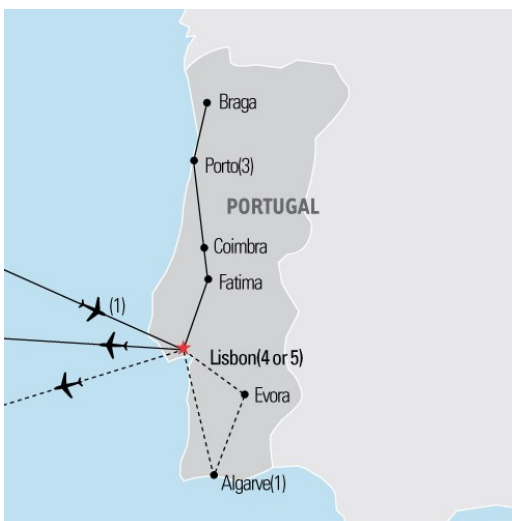 Braga
Porto(3)
PORTUGAL
Coimbra
Fatima
(1)
Lisbon(4 or 5)
Evora
Algarve(1)